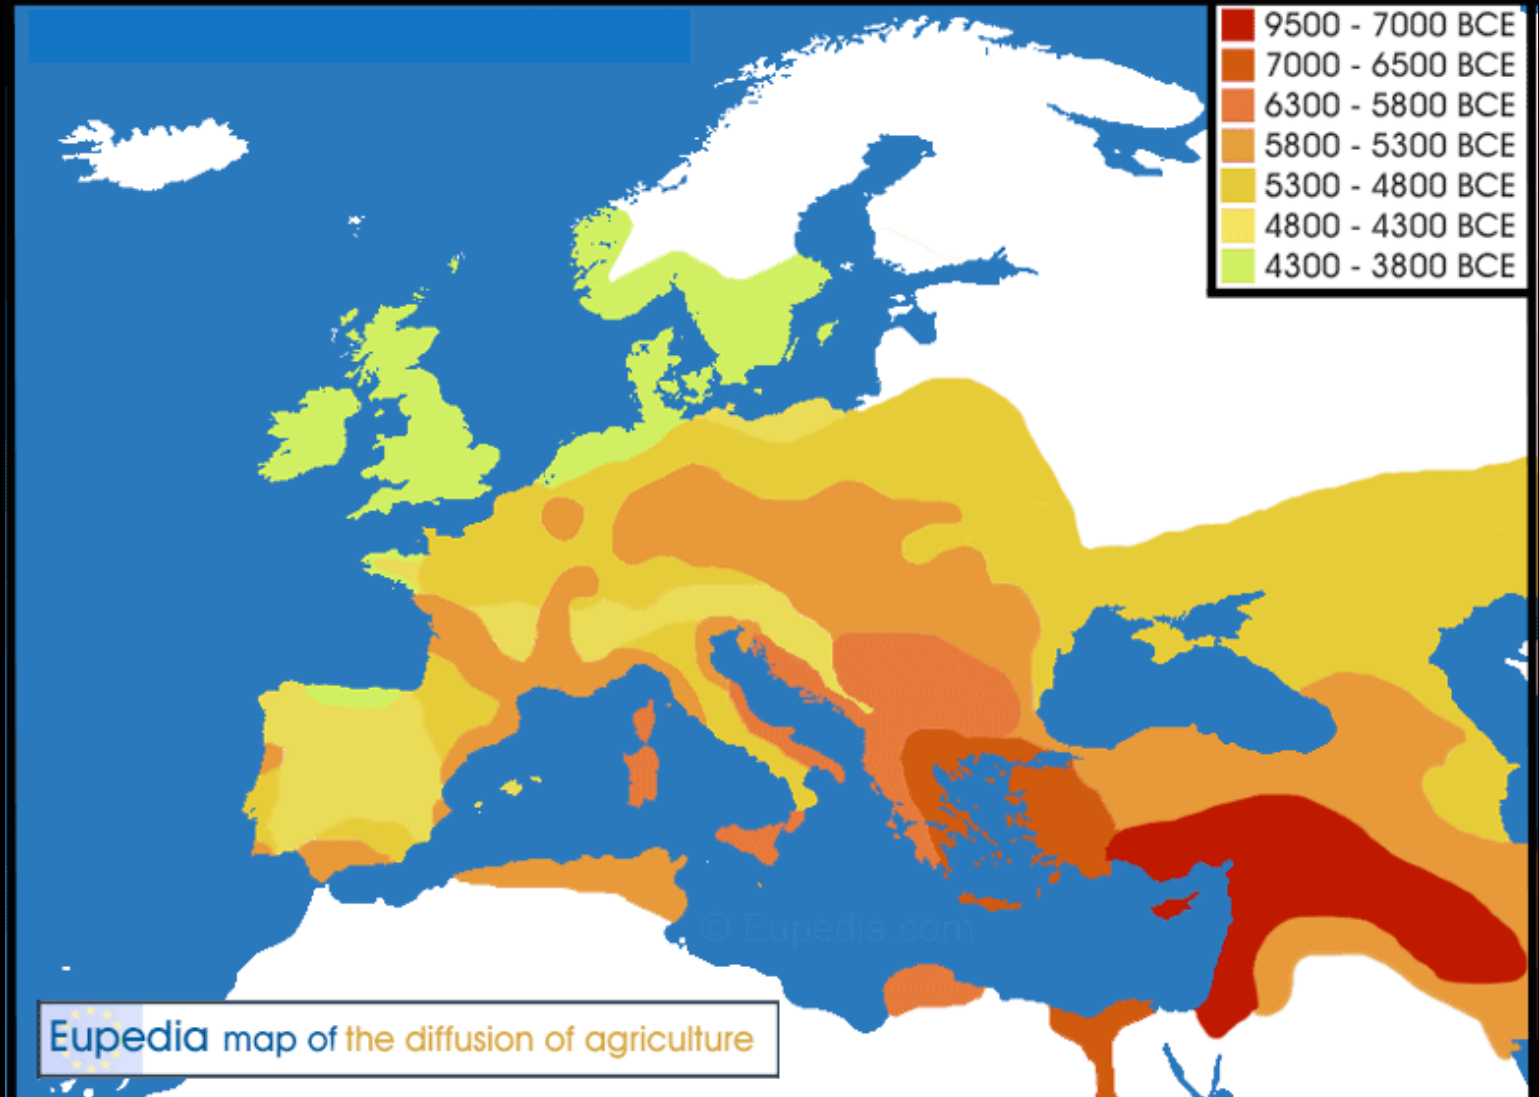 9500 - 7000 BCE
7000 - 6500 BCE
6300 - 5800 BCE
5800 - 5300 BCE
5300 - 4800 BCE
4800 - 4300 BCE
4300 - 3800 BCE
© Eupedia.com
Eupedia map of the diffusion of agriculture